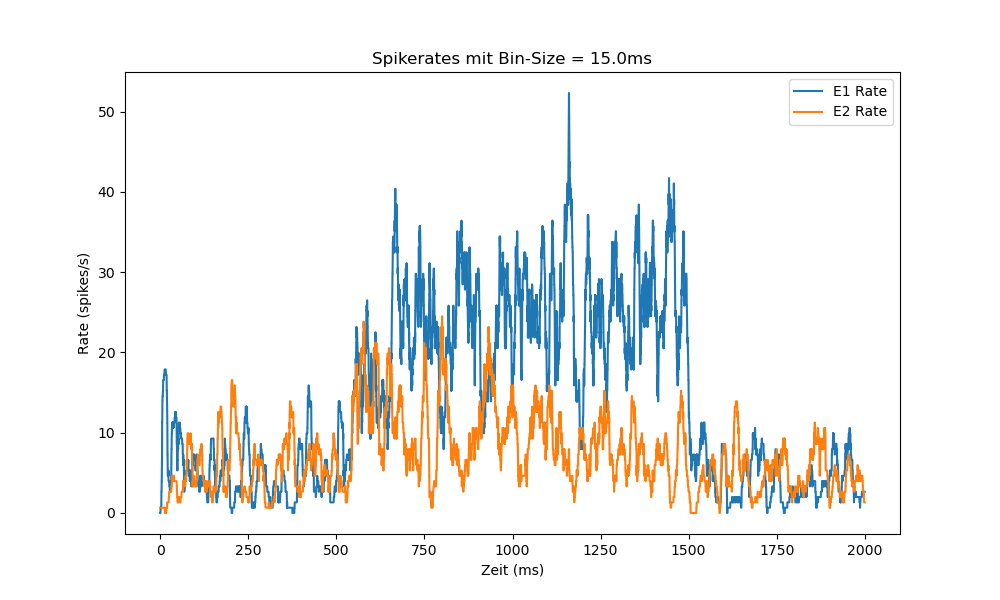 Spikerates mit Bin-Size = 15.0ms
E1 Rate
E2 Rate
Rate (spikes/s)
50
40
30
20
10
0
0 250 500 750 1000 1250 1500 1750 2000
Zeit (ms)